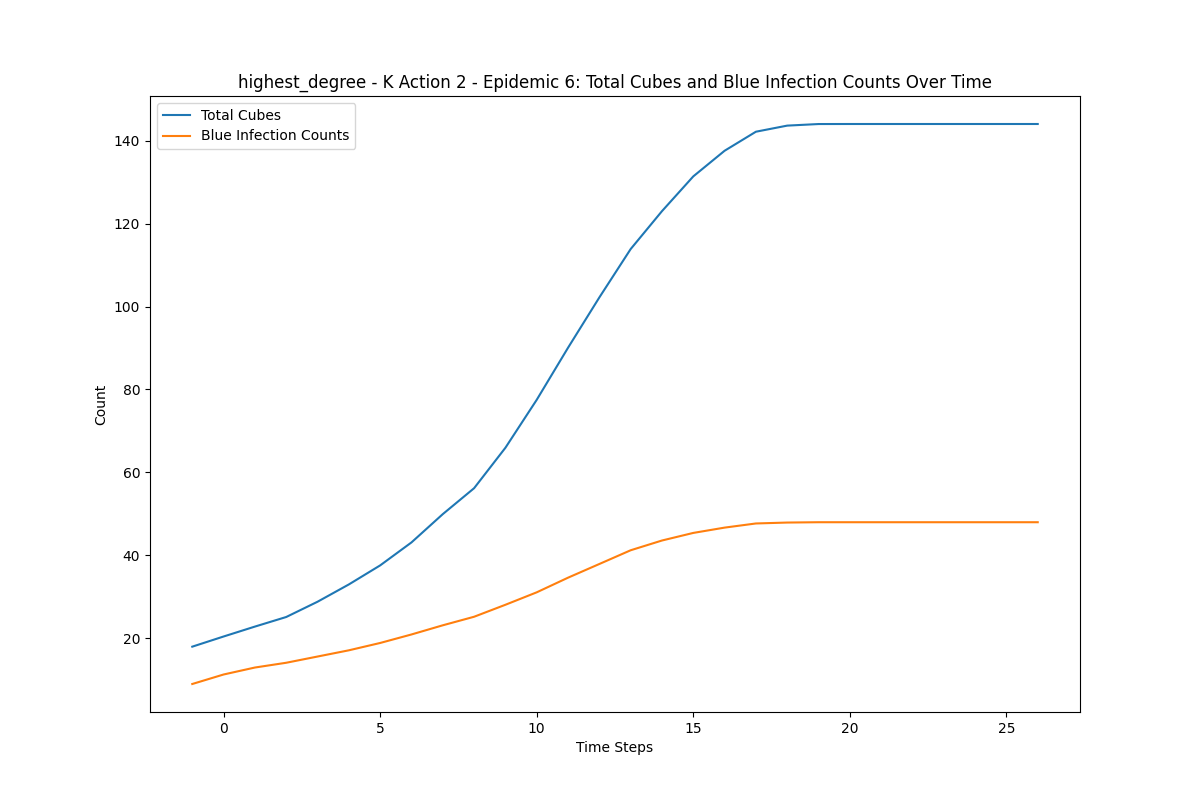 highest_degree - K Action 2 - Epidemic 6: Total Cubes and Blue Infection Counts Over Time
Total Cubes
Blue Infection Counts
140
120
100
80
60
40
20
Count
0 5 10 15 20 25
Time Steps